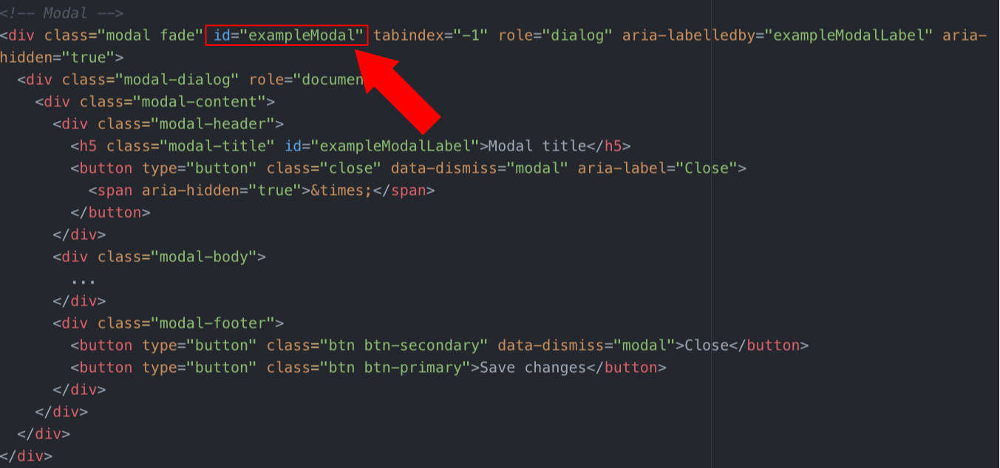 <!-- Modal -->
<div class="modal fade" id="exampleModal" tabindex="-1" role="dialog" aria-labelledby="exampleModalLabel" aria-
hidden="true">
  <div class="modal-dialog" role="documen
    <div class="modal-content">
      <div class="modal-header">
        <h5 class="modal-title" id="exampleModalLabel">Modal title</h5>
        <button type="button" class="close" data-dismiss="modal" aria-label="Close">
          <span aria-hidden="true">&times;</span>
        </button>
      </div>
      <div class="modal-body">
        ...
      </div>
      <div class="modal-footer">
        <button type="button" class="btn btn-secondary" data-dismiss="modal">Close</button>
        <button type="button" class="btn btn-primary">Save changes</button>
      </div>
    </div>
  </div>
</div>